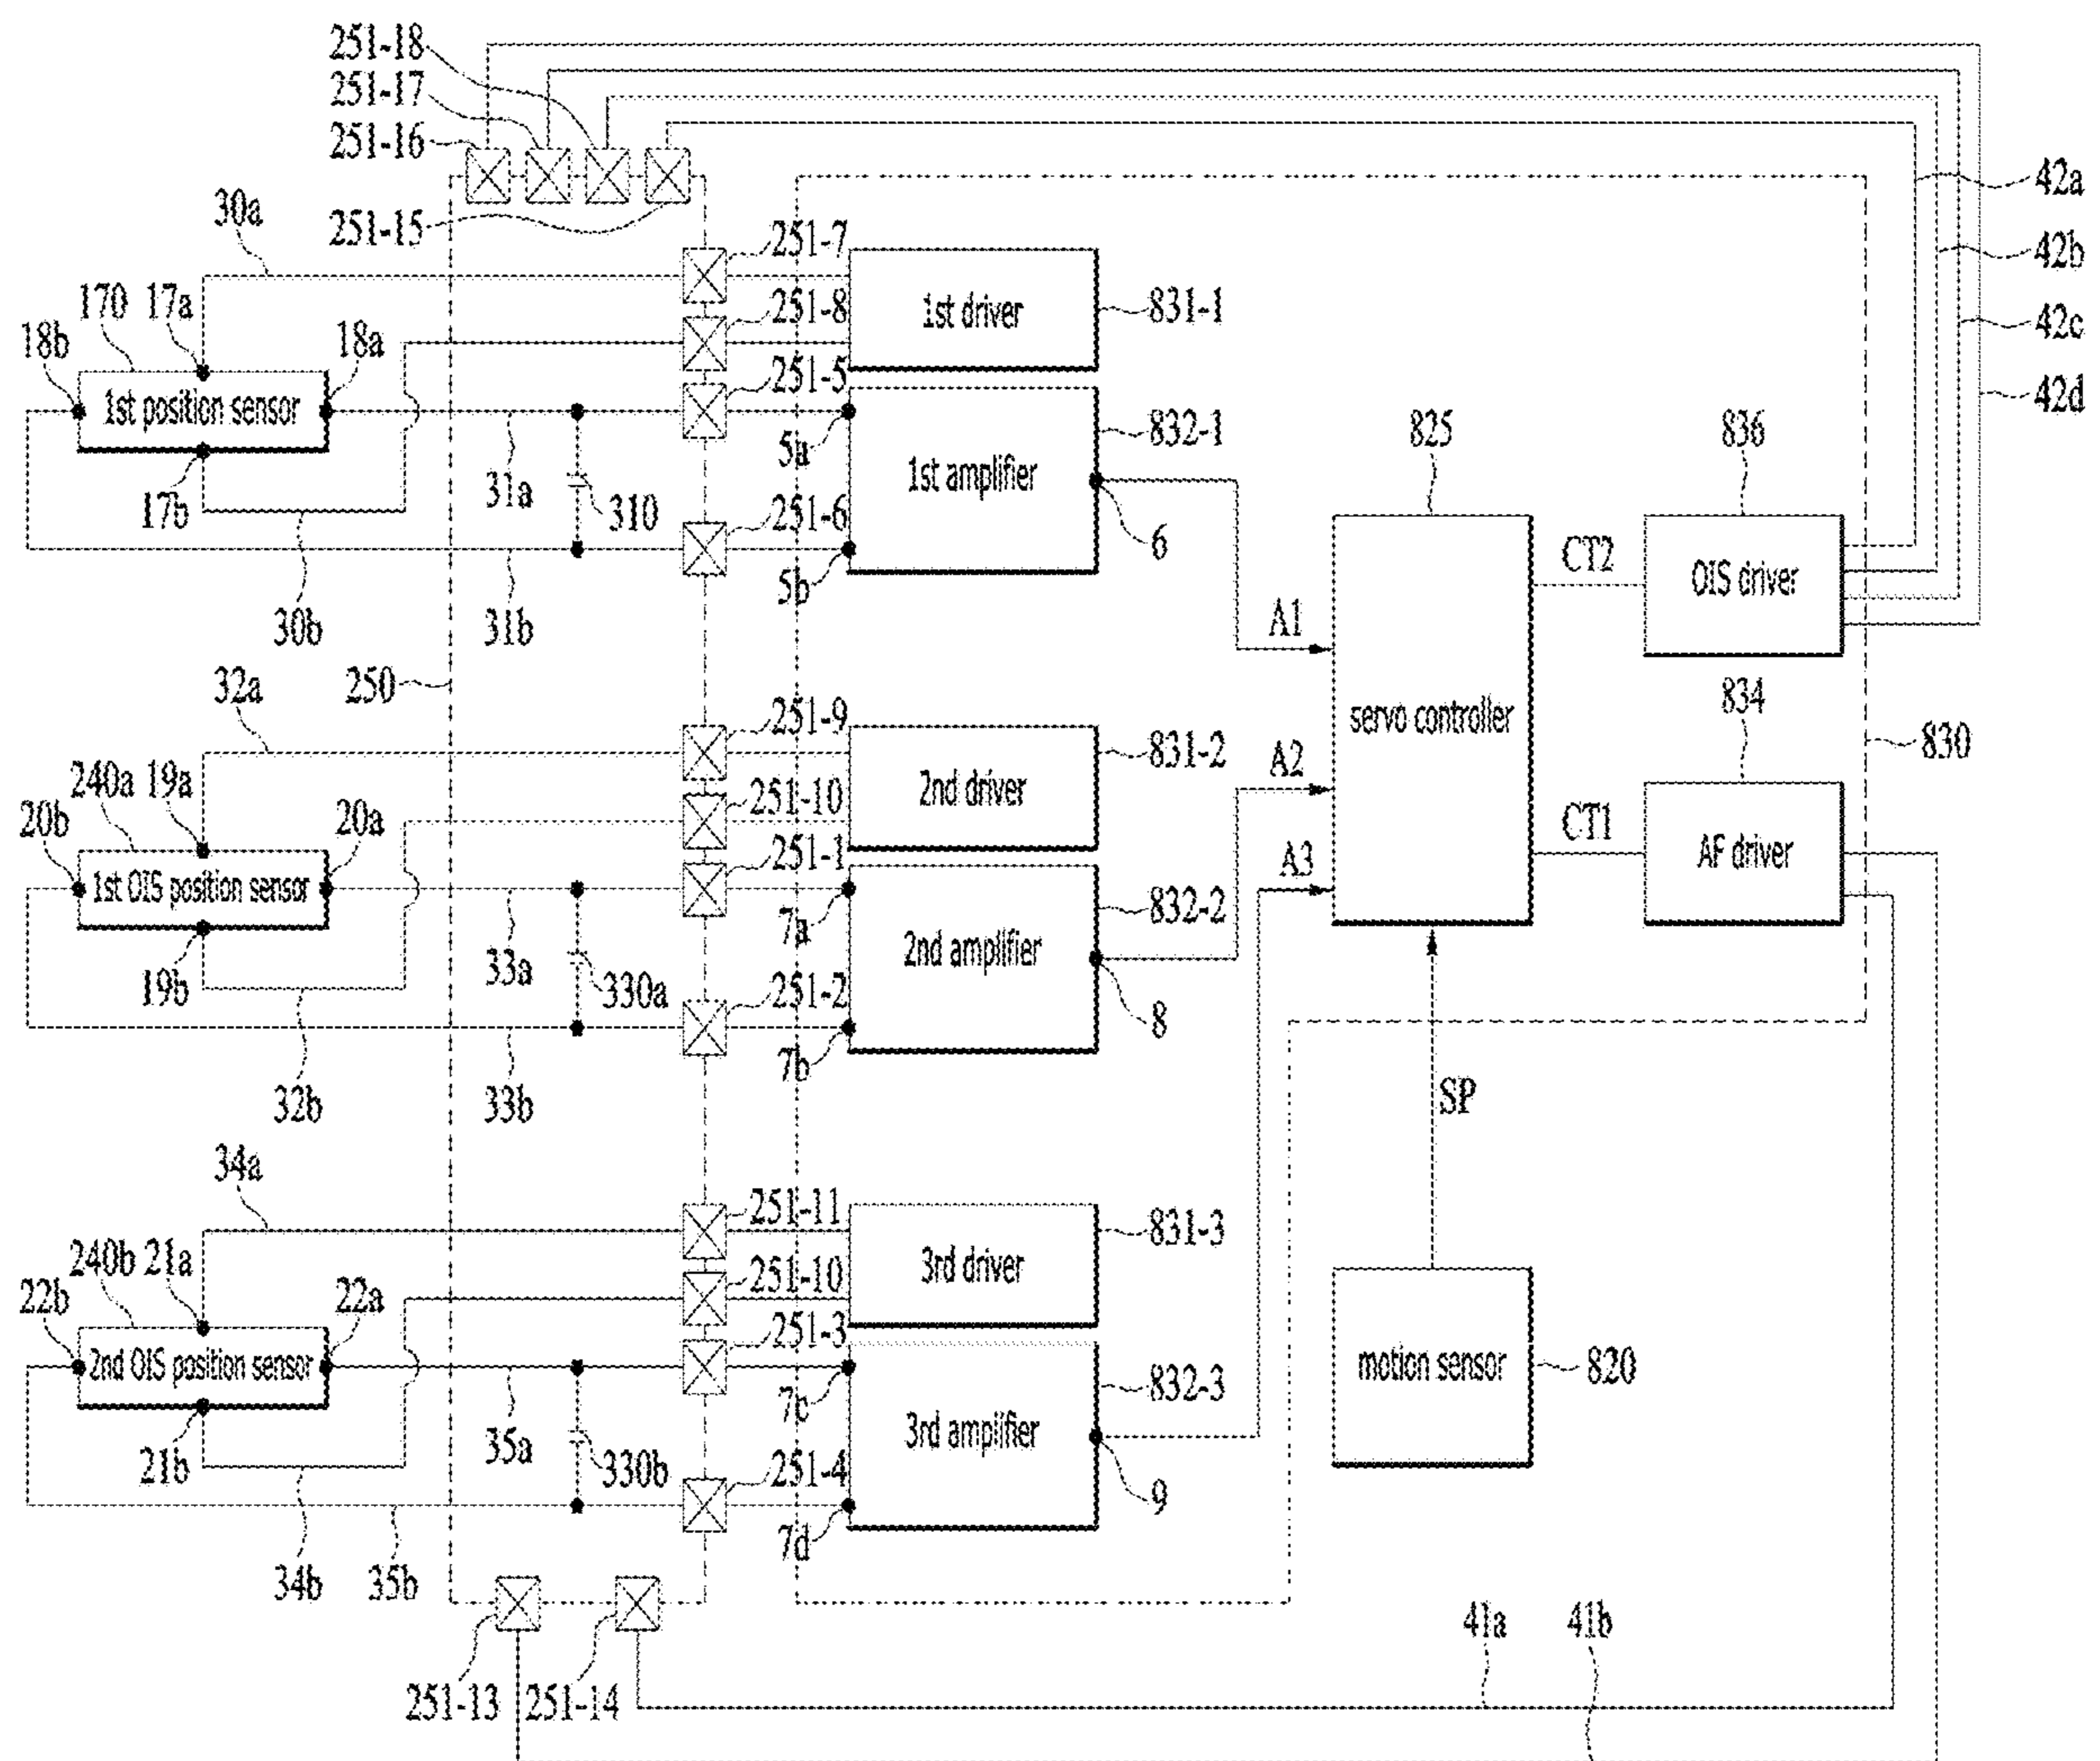 251-18
251-17
251-16
251-15
42a
42b
42c
42d
30a
251-7
170
17a
18b
18a
1st position sensor
17b
251-8
1st driver
831-1
251-5
31a
310
5a
1st amplifier
832-1
825
836
251-6
6
30b
31b
5b
A1
CT2
OIS driver
32a
250
251-9
servo controller
834
830
2nd driver
831-2
A2
240a
19a
20b
20a
251-10
CT1
1st OIS position sensor
251-1
A3
AF driver
19b
33a
330a
7a
2nd amplifier
832-2
251-2
8
32b
33b
7b
SP
34a
251-11
3rd driver
831-3
240b
21a
22b
22a
251-10
2nd OIS position sensor
251-3
motion sensor
820
21b
35a
330b
7c
3rd amplifier
832-3
251-4
9
34b
35b
7d
251-13
251-14
41a
41b